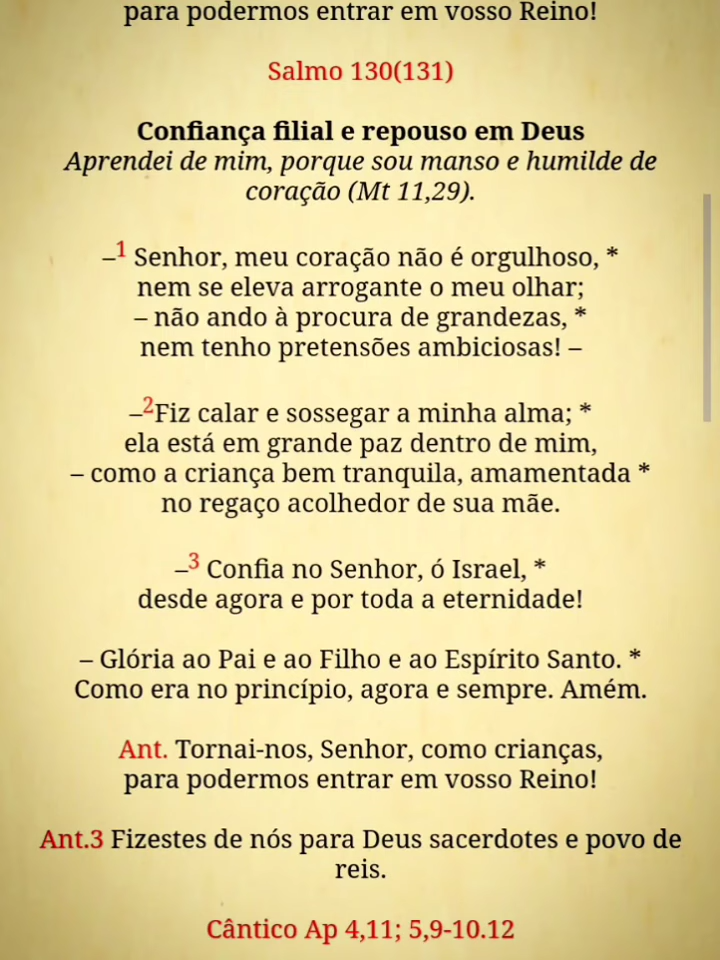 para podermos entrar em vosso Reino!
Salmo 130(131)
Confiança filial e repouso em Deus
Aprendei de mim, porque sou manso e humilde de
coração (Mt 11,29).
–1 Senhor, meu coração não é orgulhoso, *
nem se eleva arrogante o meu olhar;
– não ando à procura de grandezas, *
nem tenho pretensões ambiciosas! –
–2Fiz calar e sossegar a minha alma; *
ela está em grande paz dentro de mim,
– como a criança bem tranquila, amamentada *
no regaço acolhedor de sua mãe.
–3 Confia no Senhor, ó Israel, *
desde agora e por toda a eternidade!
– Glória ao Pai e ao Filho e ao Espírito Santo. *
Como era no princípio, agora e sempre. Amém.
Ant. Tornai-nos, Senhor, como crianças,
para podermos entrar em vosso Reino!
Ant.3 Fizestes de nós para Deus sacerdotes e povo de
reis.
Cântico Ap 4,11; 5,9-10.12